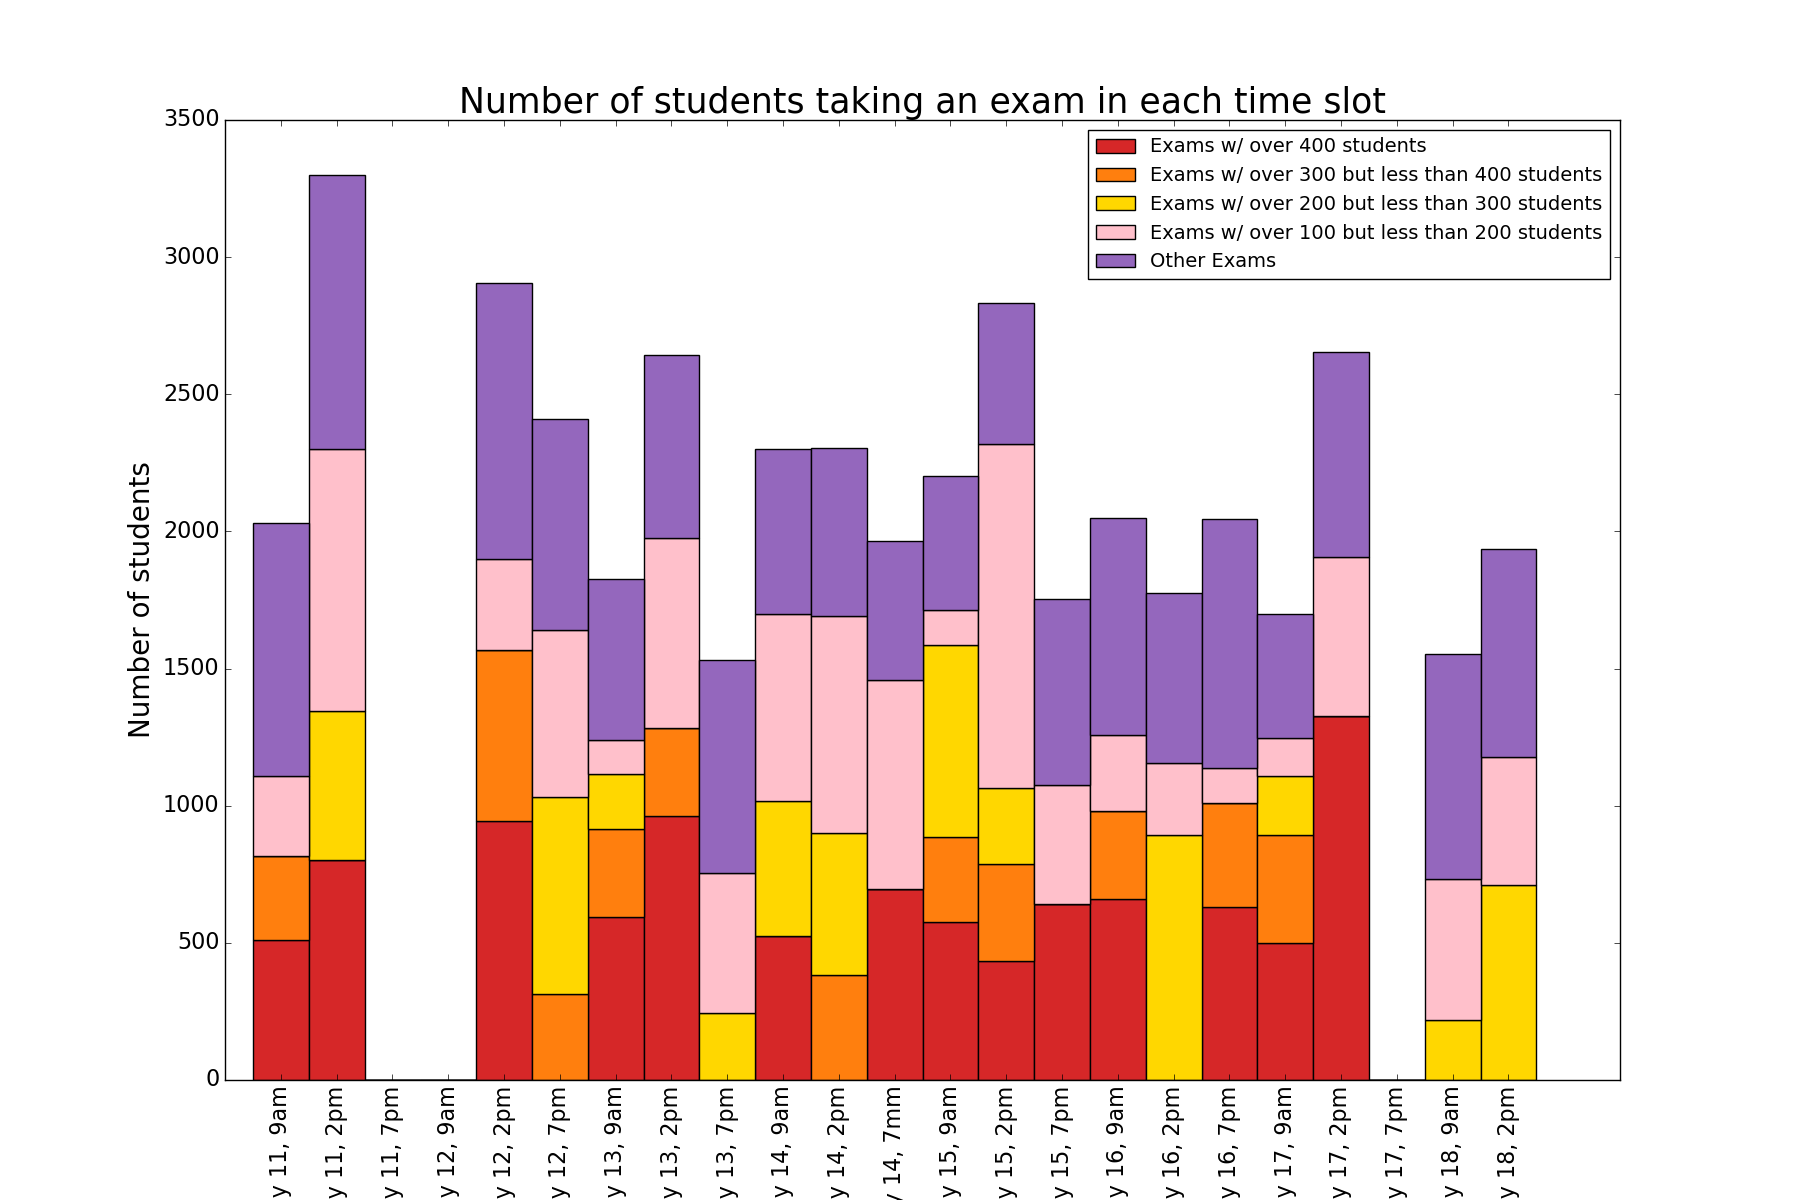 Number of students taking an exam in each time slot
3500
3000
2500
2000
1500
1000
500
0
Number of students
Exams w/ over 400 students
Exams w/ over 300 but less than 400 students
Exams w/ over 200 but less than 300 students
Exams w/ over 100 but less than 200 students
Other Exams
y 11, 9am
y 11, 2pm
y 11, 7pm
y 12, 9am
y 12, 2pm
y 12, 7pm
y 13, 9am
y 13, 2pm
y 13, 7pm
y 14, 9am
y 14, 2pm
y 14, 7mm
y 15, 9am
y 15, 2pm
y 15, 7pm
y 16, 9am
y 16, 2pm
y 16, 7pm
y 17, 9am
y 17, 2pm
y 17, 7pm
y 18, 9am
y 18, 2pm